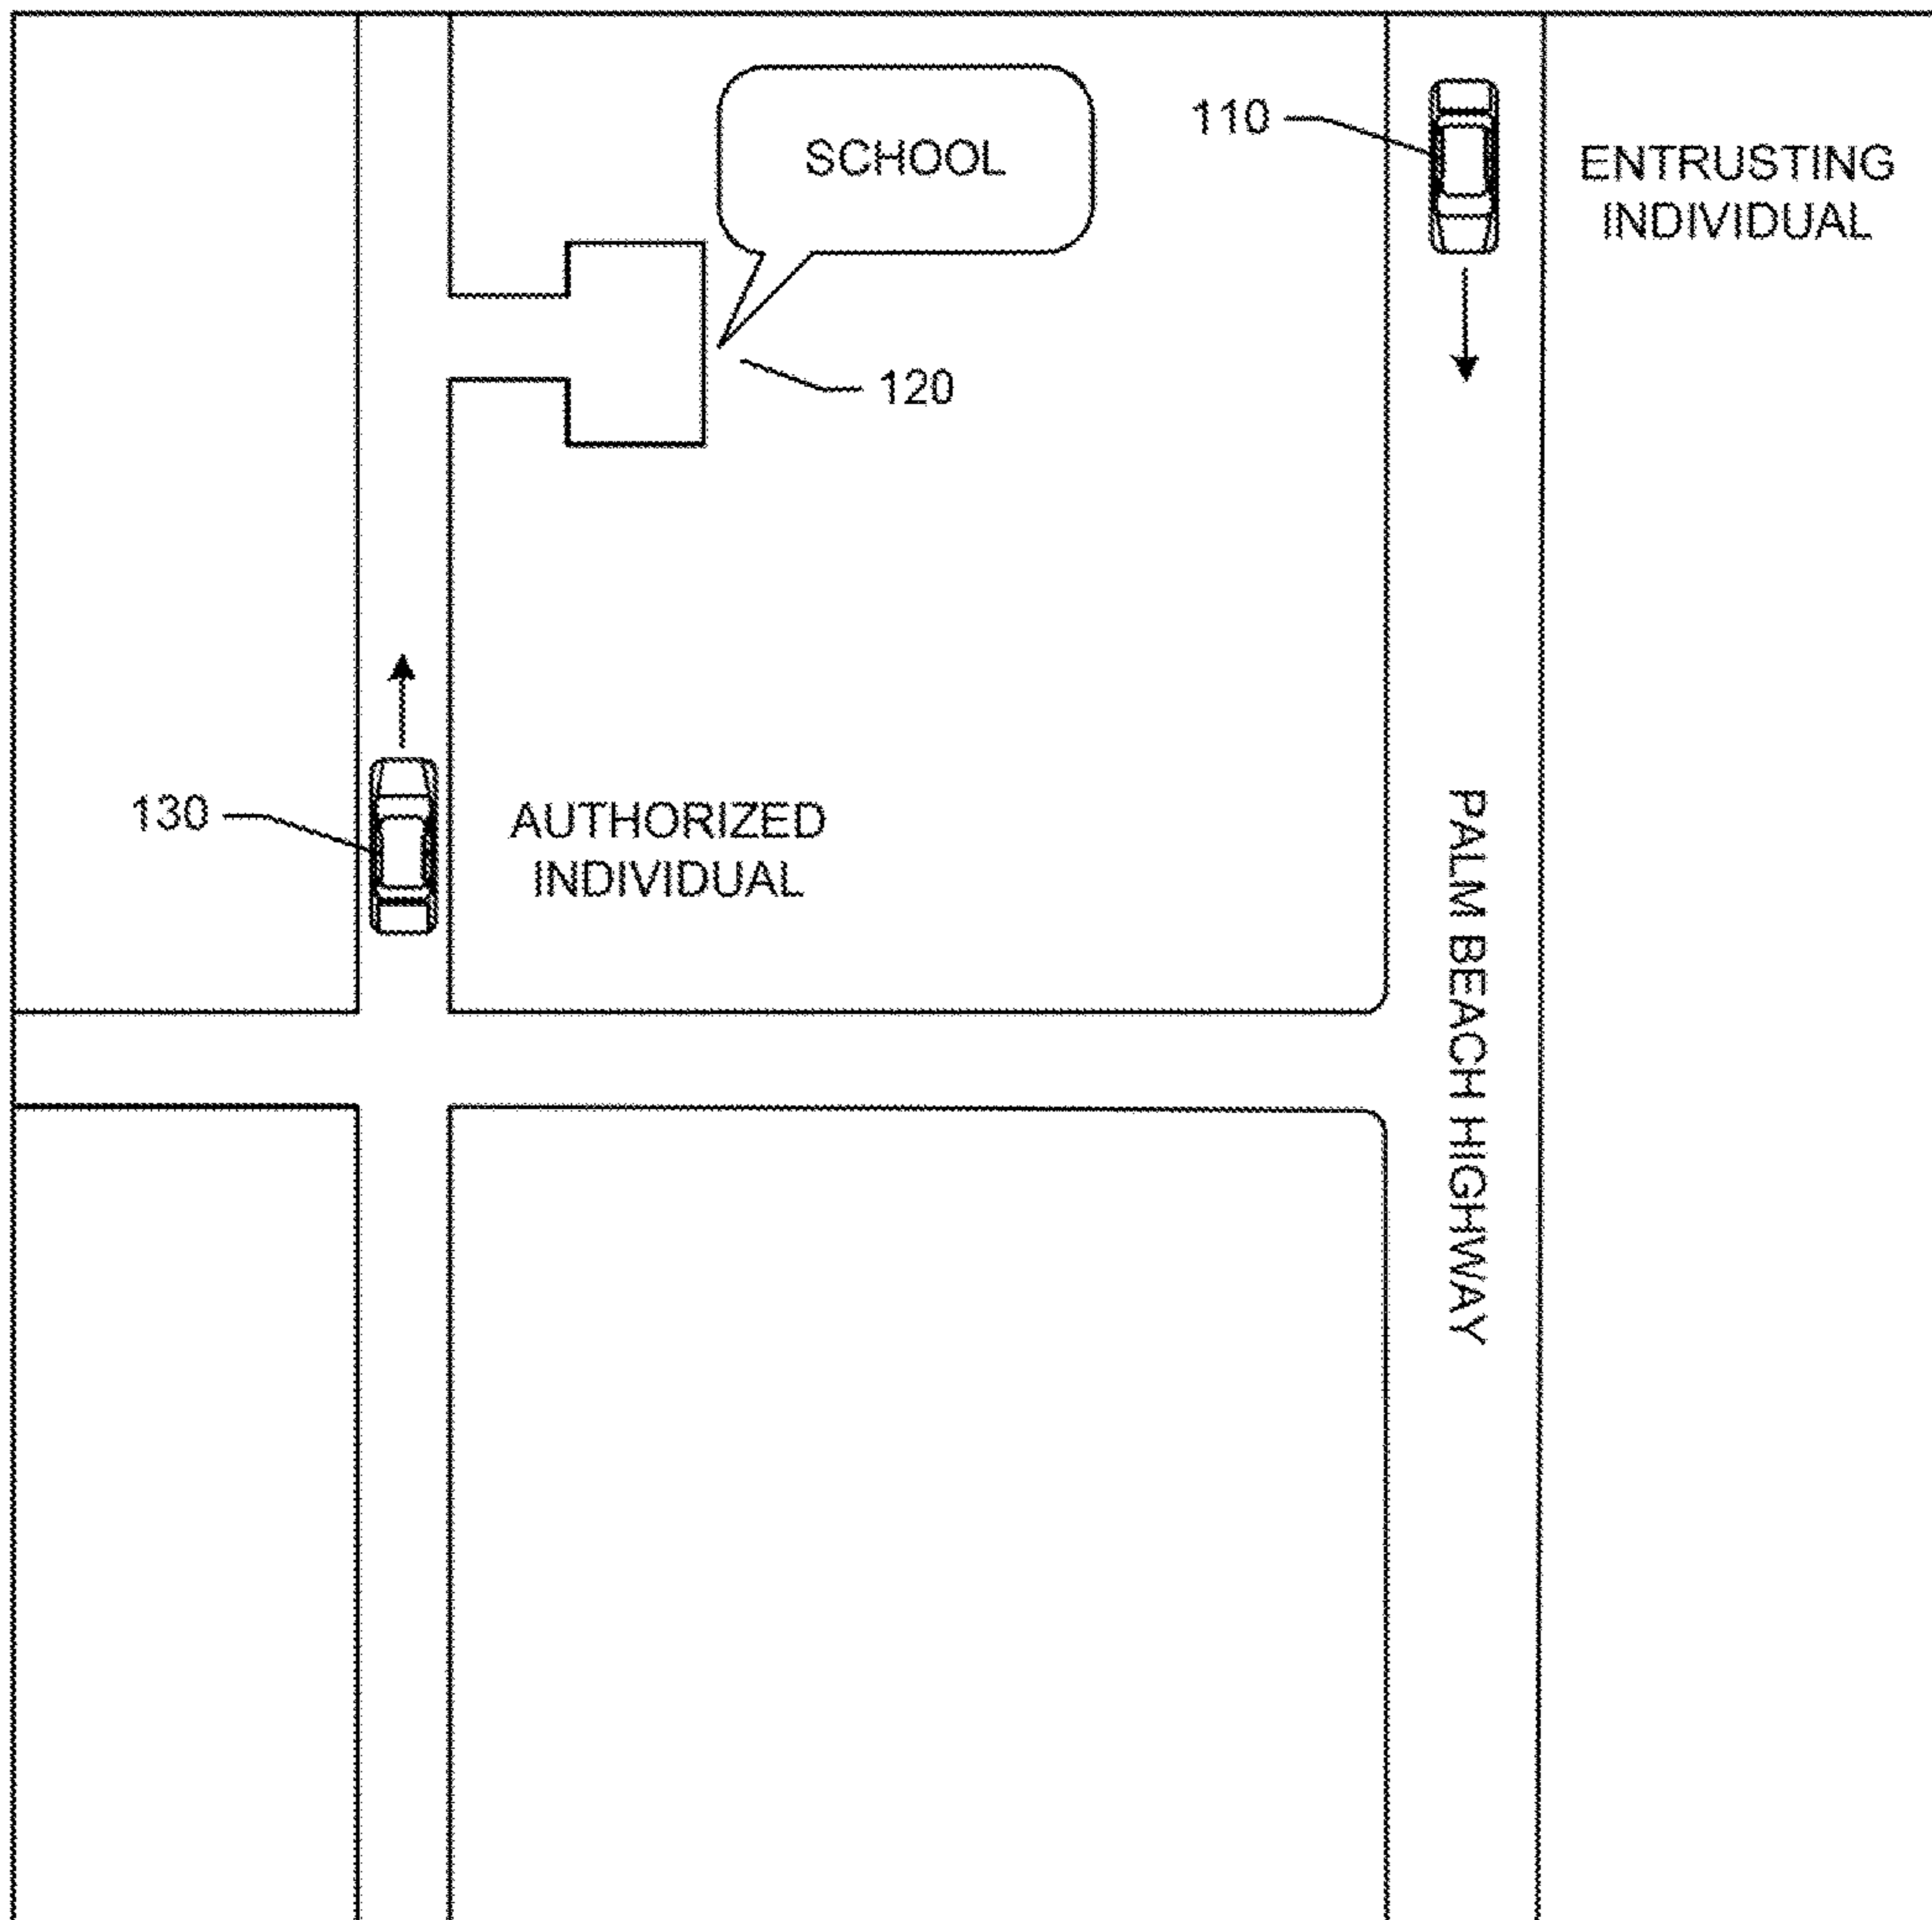 SCHOOL
110
ENTRUSTING
INDIVIDUAL
120
130
AUTHORIZED
INDIVIDUAL
PALM BEACH HIGHWAY